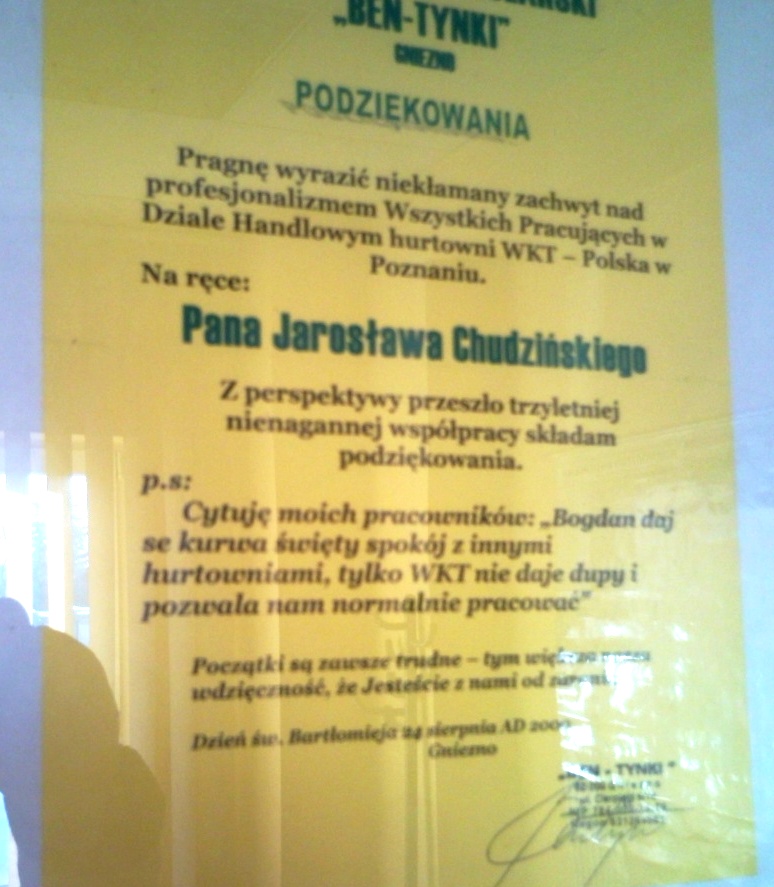 „BEN-TYNKI”
GNIEZNO
PODZIĘKOWANIA
Pragnę wyrazić niekłamany zachwyt nad
profesjonalizmem Wszystkich Pracujących w
Dziale Handlowym hurtowni WKT – Polska w
Poznaniu.
Na ręce:
Pana Jarosława Chudzińskiego
Z perspektywy przeszło trzyletniej
nienagannej współpracy składam
podziękowania.
p.s:
Cytuję moich pracowników: „Bogdan daj
se kurwa święty spokój z innymi
hurtowniami, tylko WKT nie daje dupy i
pozwala nam normalnie pracować”
Początki są zawsze trudne – tym większa nasza
wdzięczność, że Jesteście z nami od
Dzień św. Bartłomieja 24 sierpnia AD
Gniezno
„BEN - TYNKI”